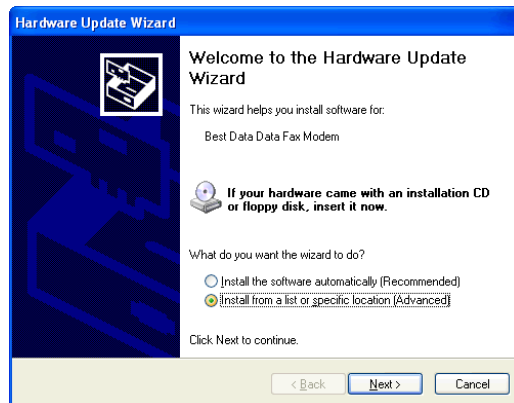 Hardware Update Wizard
Welcome to the Hardware Update
Wizard
This wizard helps you install software for:
Best Data Data Fax Modem
If your hardware came with an installation CD
or floppy disk, insert it now.
What do you want the wizard to do?
Install the software automatically (Recommended)
Install from a list or specific location (Advanced)
Click Next to continue.
< Back Next > Cancel